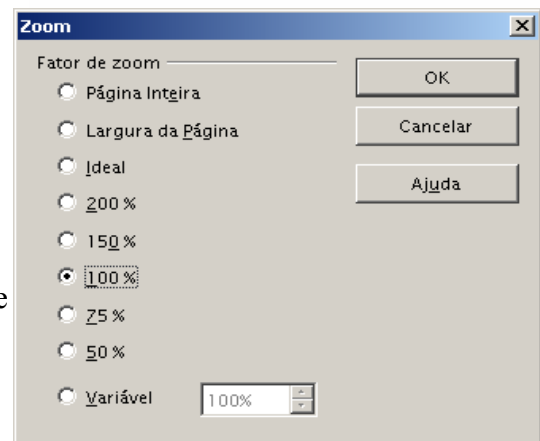 Zoom
Fator de zoom
Página Inteira
Largura da Página
Ideal
200 %
150 %
100 %
75 %
50 %
Variável 100%
OK
Cancelar
Ajuda
e